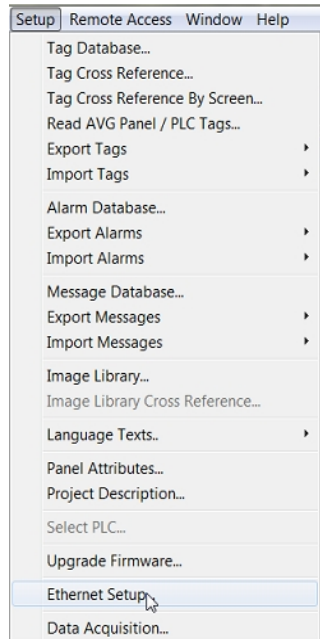 Setup Remote Access Window Help
Tag Database...
Tag Cross Reference...
Tag Cross Reference By Screen...
Read AVG Panel / PLC Tags...
Export Tags
Import Tags
Alarm Database...
Export Alarms
Import Alarms
Message Database...
Export Messages
Import Messages
Image Library...
Image Library Cross Reference...
Language Texts..
Panel Attributes...
Project Description...
Select PLC...
Upgrade Firmware...
Ethernet Setup...
Data Acquisition...